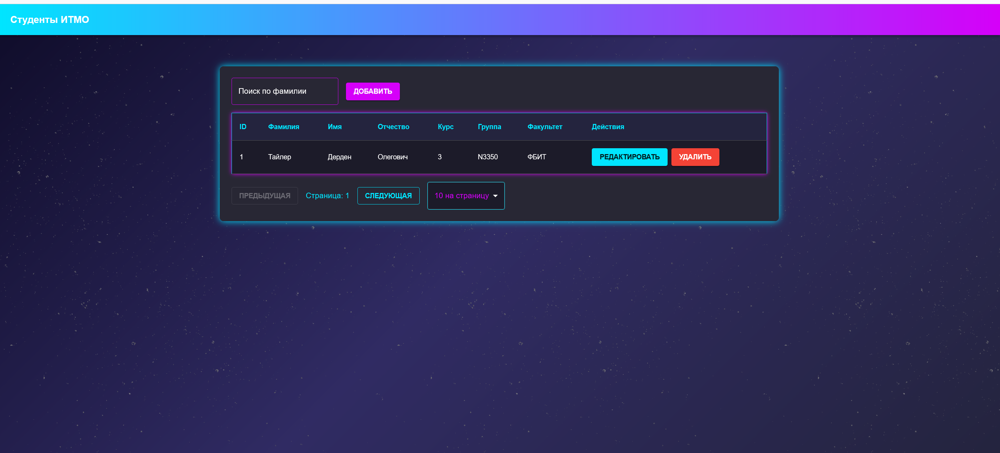 Студенты ИТМО
Поиск по фамилии ДОБАВИТЬ
ID Фамилия Имя Отчество Курс Группа Факультет Действия
1 Тайлер Дерден Олегович 3 N3350 ФБИТ РЕДАКТИРОВАТЬ УДАЛИТЬ
ПРЕДЫДУЩАЯ Страница: 1 СЛЕДУЮЩАЯ 10 на страницу